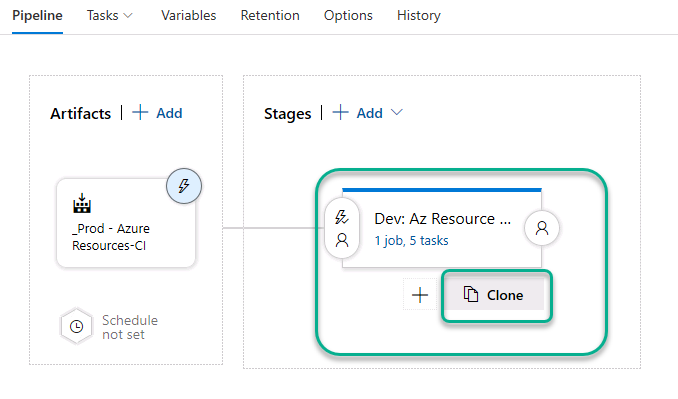 Pipeline Tasks Variables Retention Options History
Artifacts | + Add
Stages | + Add
_Prod - Azure
Resources-CI
Dev: Az Resource ...
1 job, 5 tasks
Clone
Schedule
not set